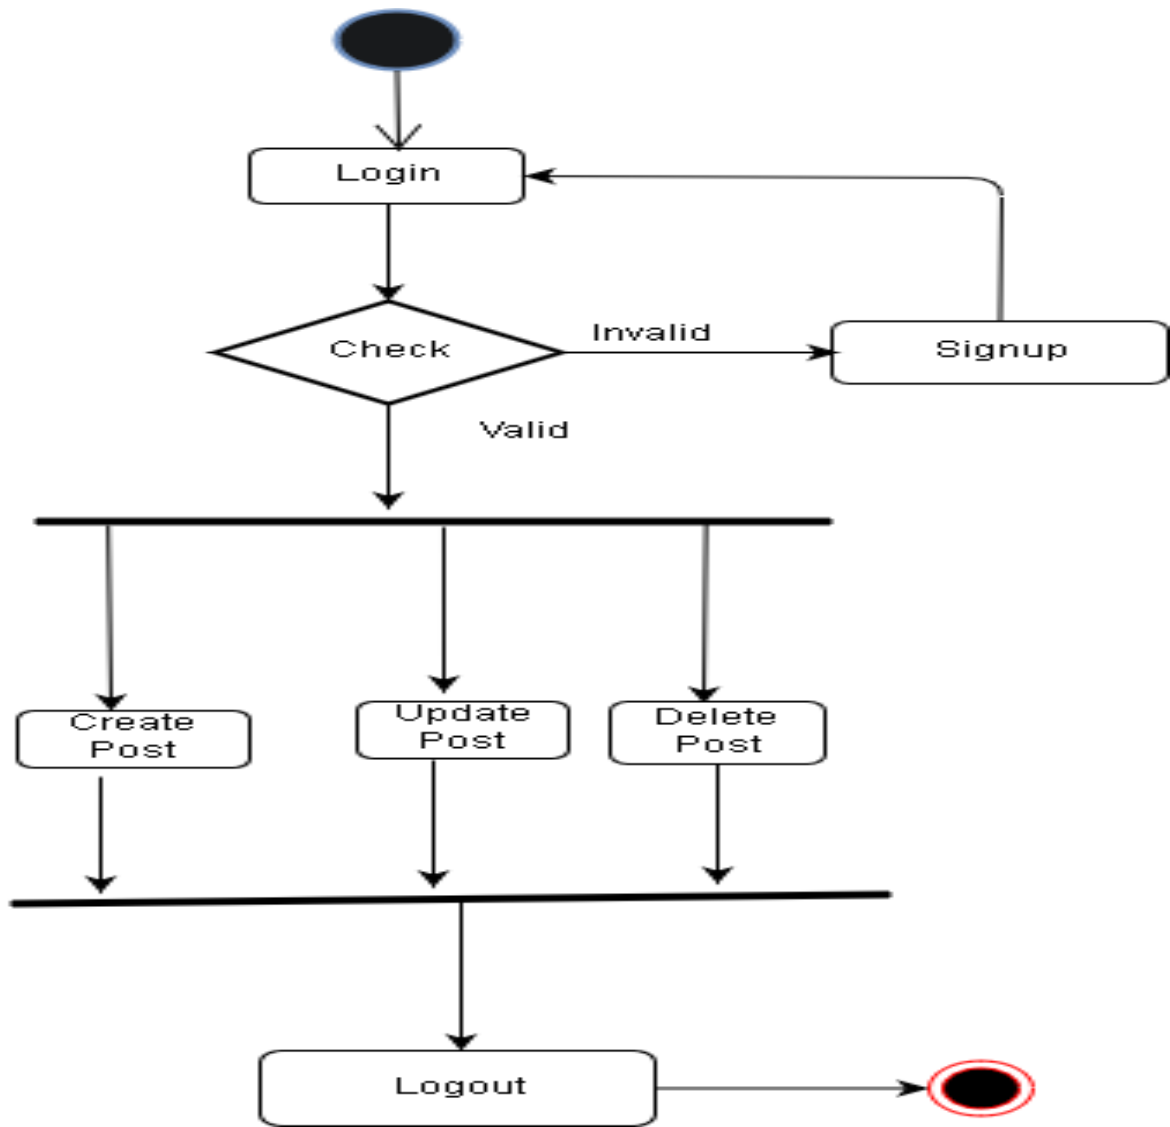 Login
Check
Invalid
Signup
Valid
Create
Post
Update
Post
Delete
Post
Logout